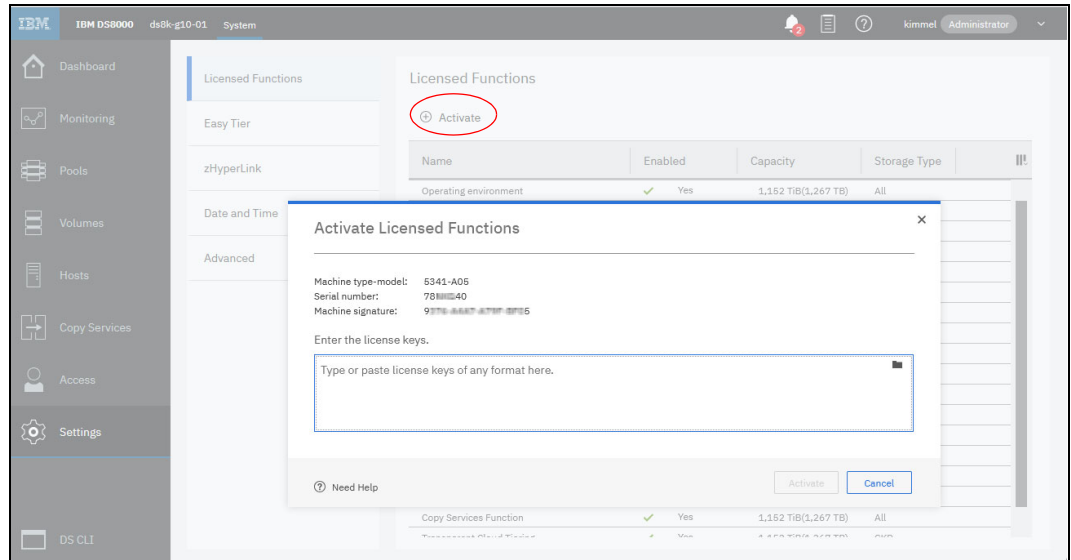 IBM IBM DS8000 ds8k-g10-01 System 2 kimmel Administrator
Dashboard
Monitoring
Pools
Volumes
Hosts
Copy Services
Access
Settings
DS CLI
Licensed Functions
Easy Tier
zHyperLink
Date and Time
Advanced
Licensed Functions
Activate
Name Enabled Capacity Storage Type
Operating environment Yes 1,152 TiB(1,267 TB) All
Activate Licensed Functions
Machine type-model: 5341-A05
Serial number: 78 40
Machine signature: 9 5
Enter the license keys.
Type or paste license keys of any format here.
Need Help
Activate Cancel
Copy Services Function Yes 1,152 TiB(1,267 TB) All